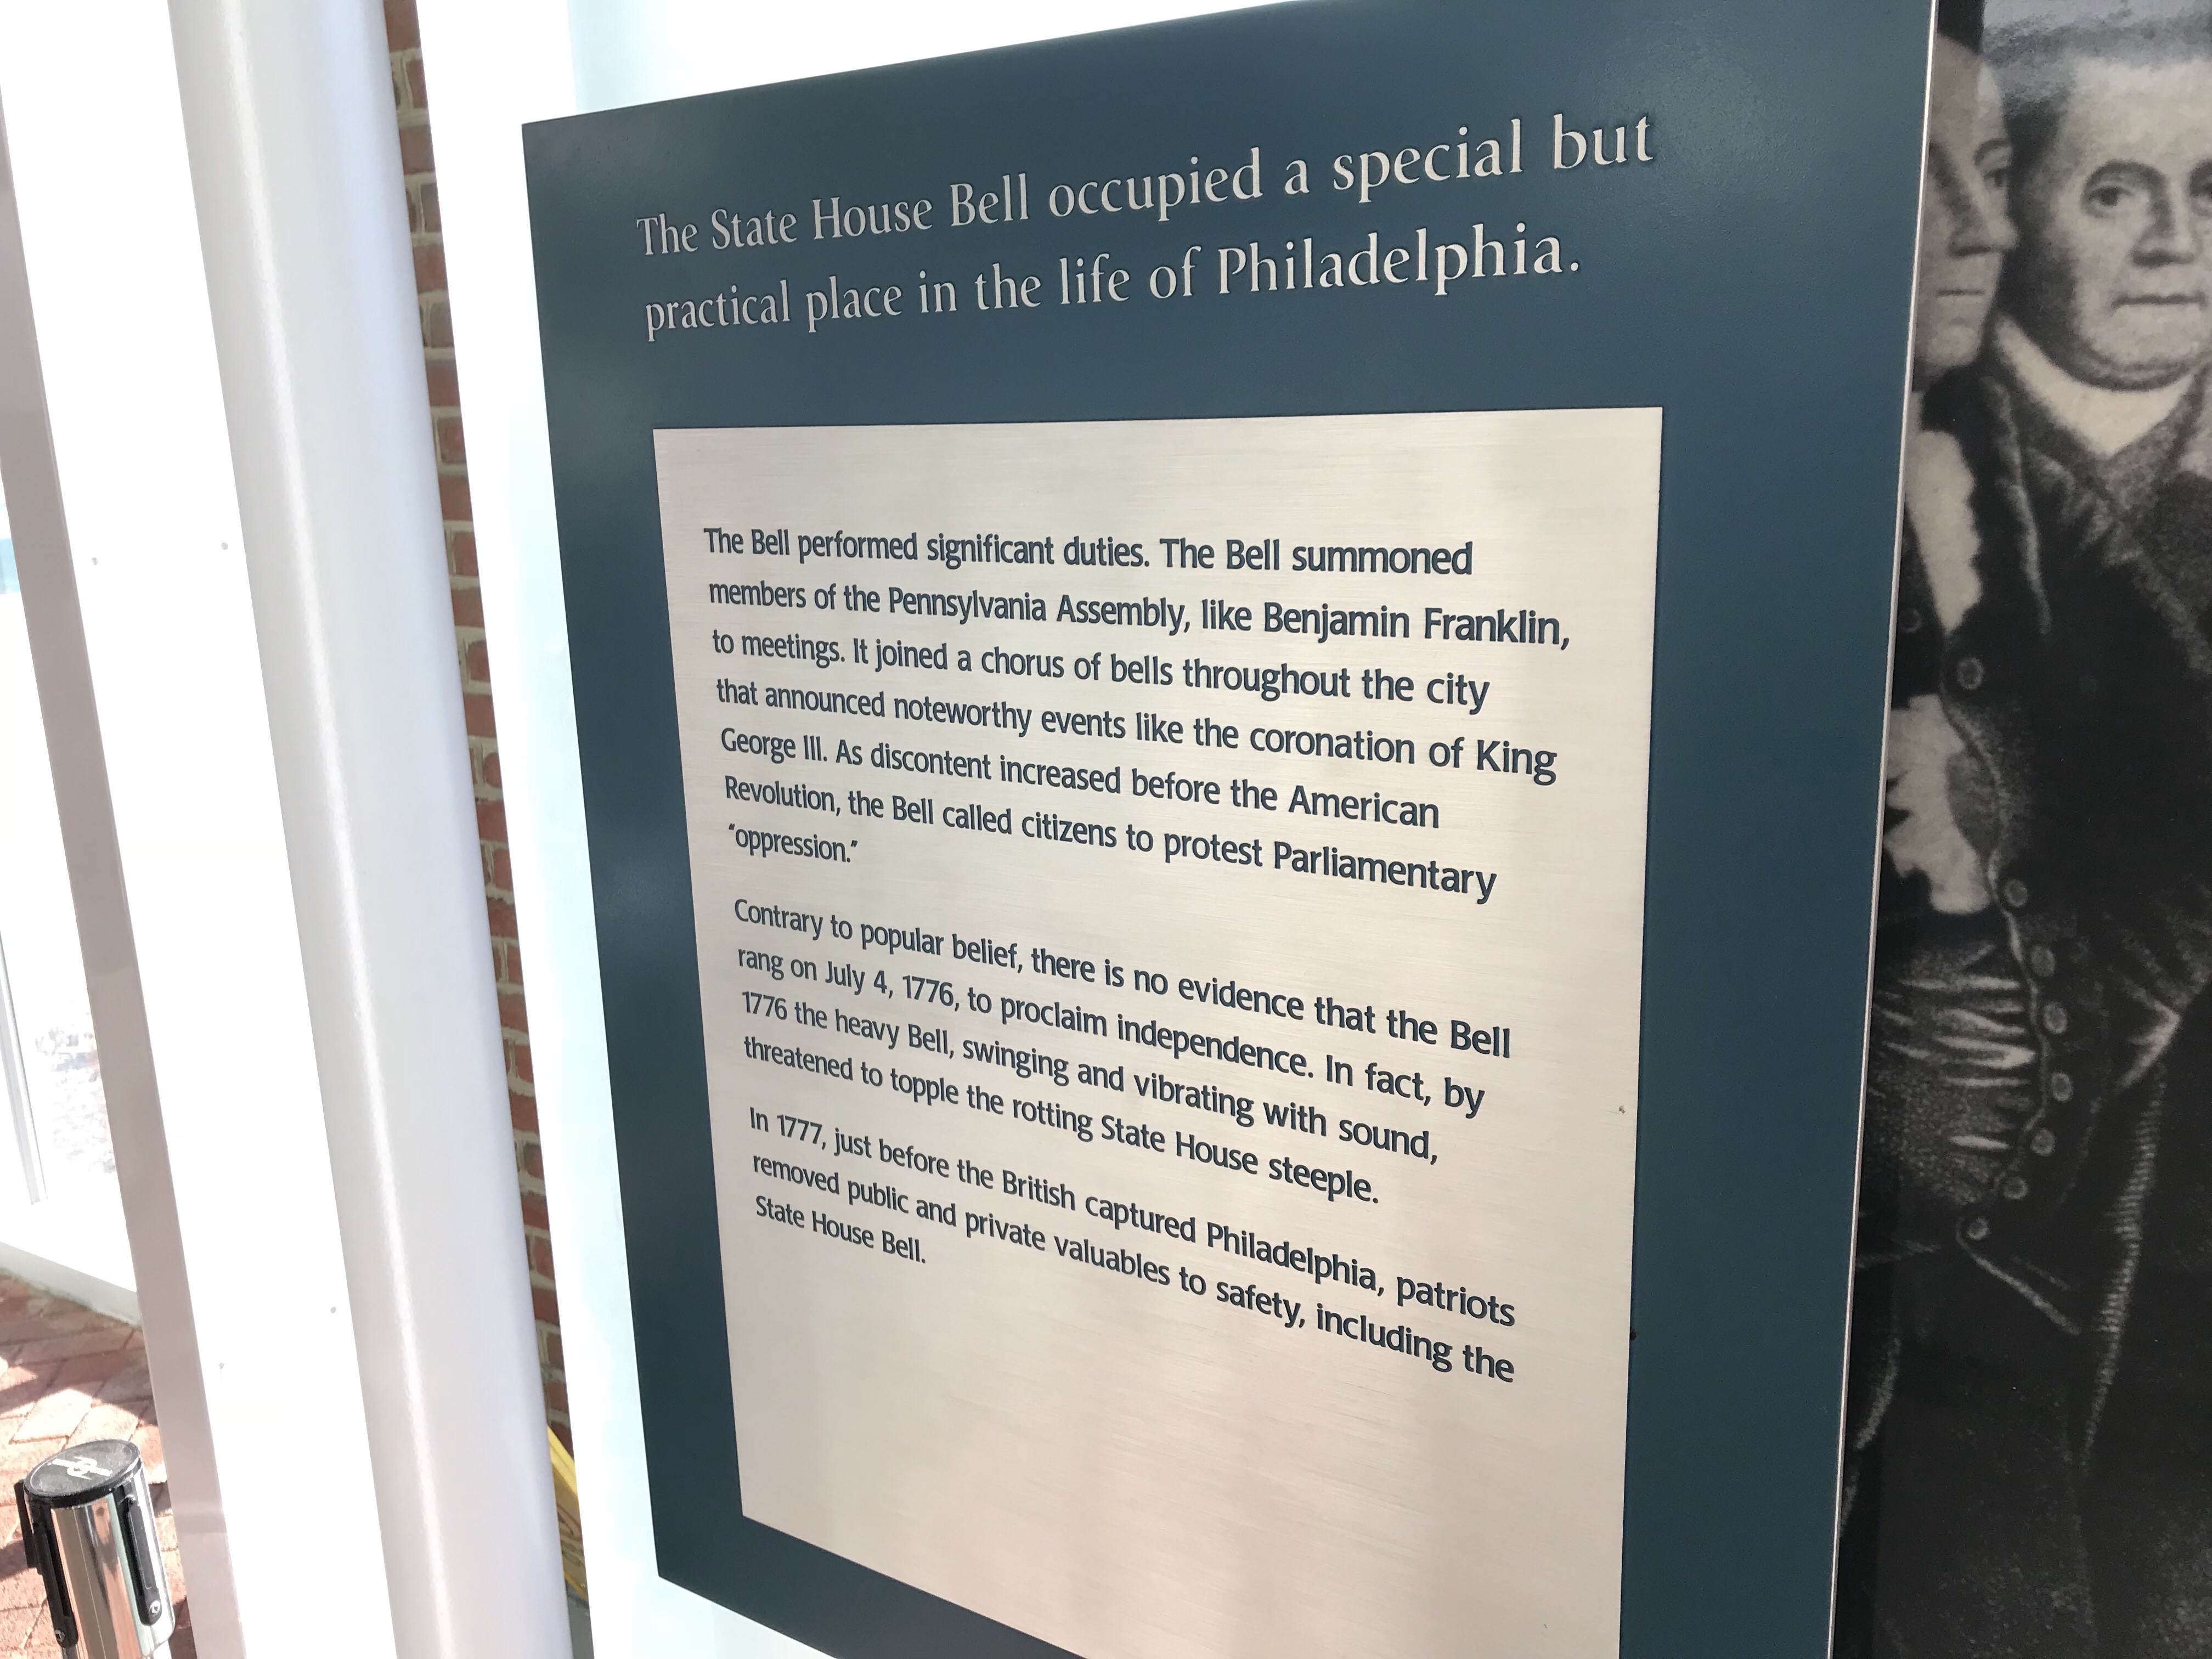 The State House Bell occupied a special but
practical place in the life of Philadelphia.
The Bell performed significant duties. The Bell summoned
members of the Pennsylvania Assembly, like Benjamin Franklin,
to meetings. It joined a chorus of bells throughout the city
that announced noteworthy events like the coronation of King
George III. As discontent increased before the American
Revolution, the Bell called citizens to protest Parliamentary
“oppression.”
Contrary to popular belief, there is no evidence that the Bell
rang on July 4, 1776, to proclaim independence. In fact, by
1776 the heavy Bell, swinging and vibrating with sound,
threatened to topple the rotting State House steeple.
In 1777, just before the British captured Philadelphia, patriots
removed public and private valuables to safety, including the
State House Bell.